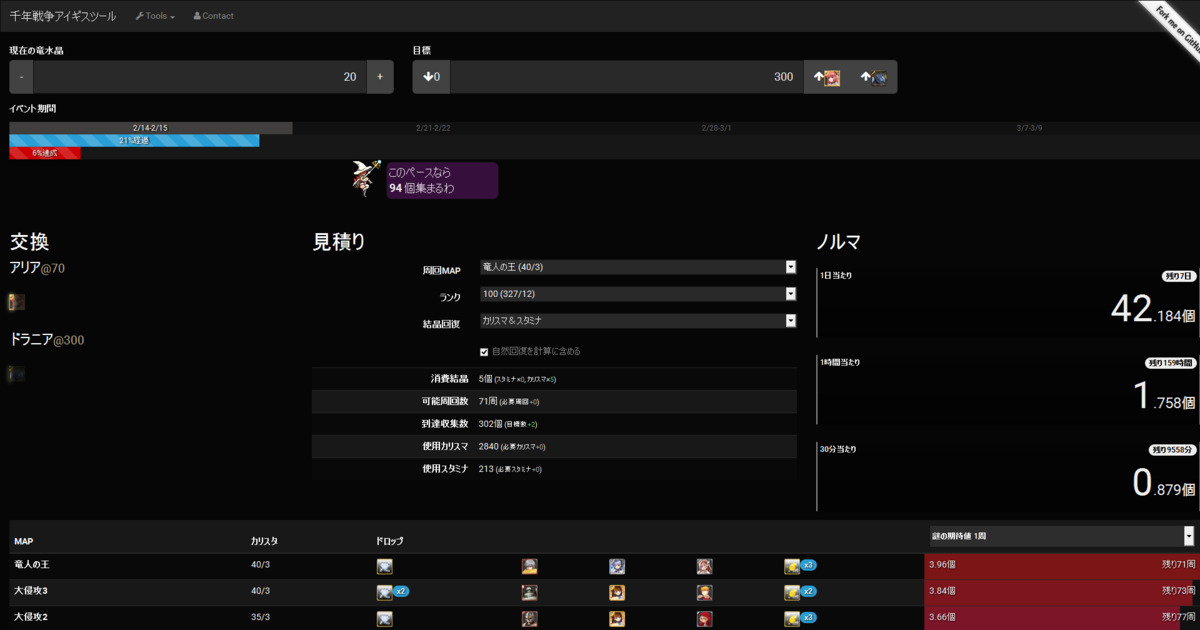 千年戦争アイギスツール Tools Contact
Fork me on GitHub
現在の竜水晶 目標
- 20 + 0 300
イベント期間
2/14-2/15 2/21-2/22 2/28-3/1 3/7-3/9
21%経過
6%達成
このペースなら
94 個集まるわ
交換
アリア@70
ドラニア@300
見積り
周回MAP 竜人の王 (40/3)
ランク 100 (327/12)
結晶回復 カリスマ&スタミナ
自然回復を計算に含める
消費結晶 5個 (スタミナ×0, カリスマ×5)
可能周回数 71周 (必要周回+0)
到達収集数 302個 (目標数+2)
使用カリスマ 2840 (必要カリスマ+0)
使用スタミナ 213 (必要スタミナ+0)
ノルマ
1日当たり 残り7日
42.184個
1時間当たり 残り159時間
1.758個
30分当たり 残り9558分
0.879個
MAP カリスタ ドロップ 謎の期待値 1周
竜人の王 40/3 x3 3.96個 残り71周
大侵攻3 40/3 x2 x2 3.84個 残り73周
大侵攻2 35/3 x3 3.66個 残り77周